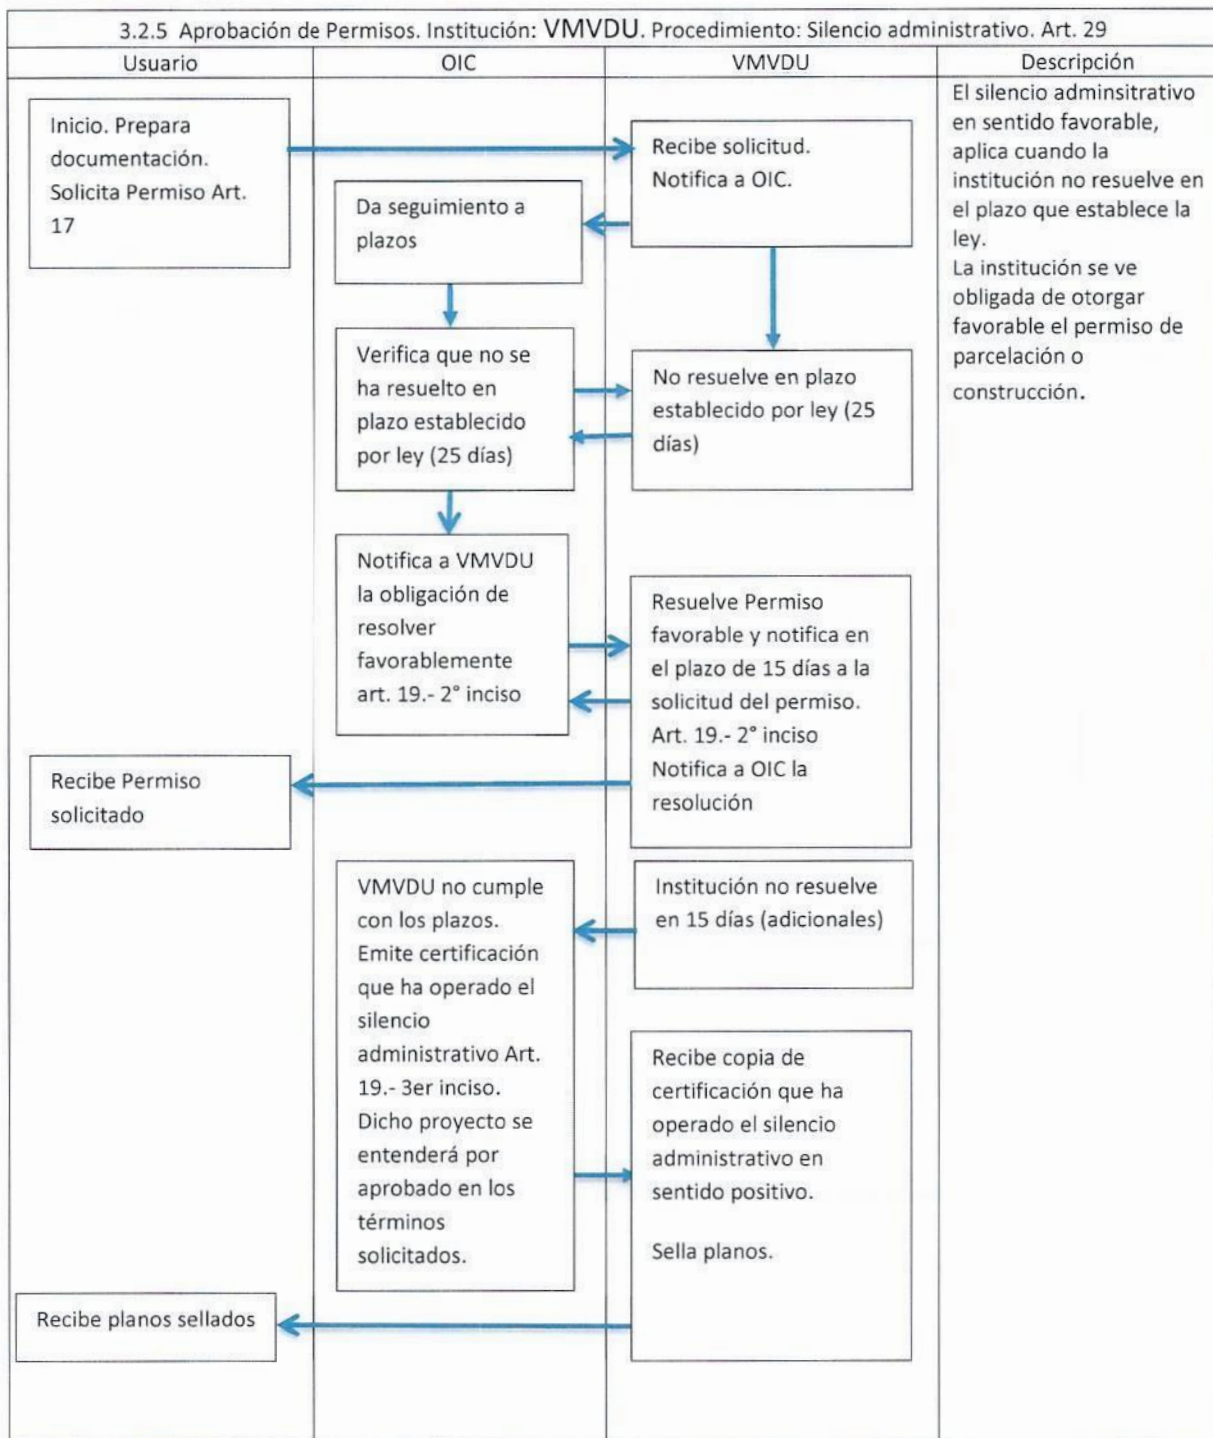 3.2.5 Aprobación de Permisos. Institución: VMVDU. Procedimiento: Silencio administrativo. Art. 29
Usuario
OIC
VMVDU
Descripción
Inicio. Prepara
documentación.
Solicita Permiso Art.
17
Recibe solicitud.
Notifica a OIC.
Da seguimiento a
plazos
Verifica que no se
ha resuelto en
plazo establecido
por ley (25 días)
No resuelve en plazo
establecido por ley (25
días)
Notifica a VMVDU
la obligación de
resolver
favorablemente
art. 19.- 2° inciso
Resuelve Permiso
favorable y notifica en
el plazo de 15 días a la
solicitud del permiso.
Art. 19.- 2° inciso
Notifica a OIC la
resolución
Recibe Permiso
solicitado
Institución no resuelve
en 15 días (adicionales)
VMVDU no cumple
con los plazos.
Emite certificación
que ha operado el
silencio
administrativo Art.
19.- 3er inciso.
Dicho proyecto se
entenderá por
aprobado en los
términos
solicitados.
Recibe copia de
certificación que ha
operado el silencio
administrativo en
sentido positivo.
Sella planos.
Recibe planos sellados
El silencio adminsitrativo
en sentido favorable,
aplica cuando la
institución no resuelve en
el plazo que establece la
ley.
La institución se ve
obligada de otorgar
favorable el permiso de
parcelación o
construcción.